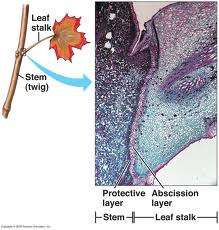 Leaf
stalk
Stem
(twig)
Protective
layer
Abscission
layer
Stem
Leaf stalk